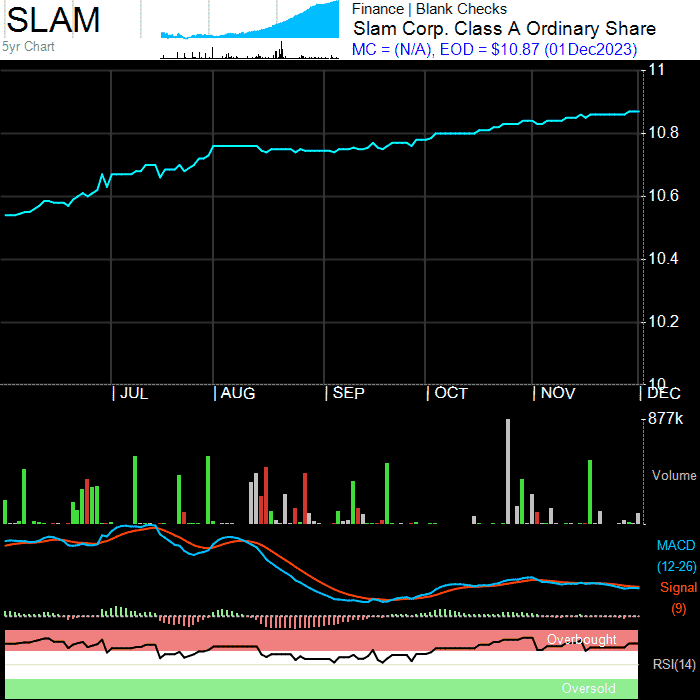 SLAM
5yr Chart
Finance | Blank Checks
Slam Corp. Class A Ordinary Share
MC = (N/A), EOD = $10.87 (01Dec2023)
11
10.8
10.6
10.4
10.2
10
JUL
AUG
SEP
OCT
NOV
DEC
877k
Volume
MACD
(12-26)
Signal
(9)
Overbought
RSI(14)
Oversold